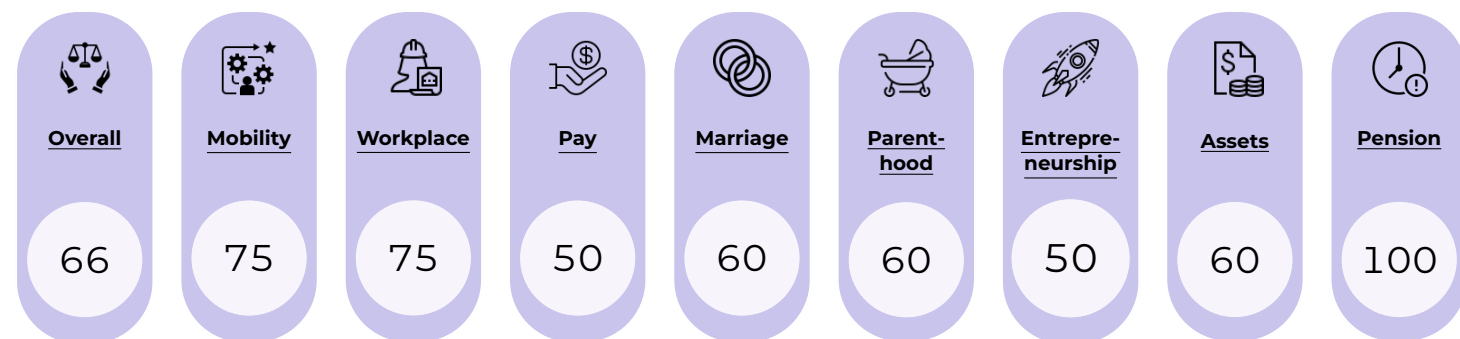 Overall
66
Mobility
75
Workplace
75
$
Pay
50
Marriage
60
Parent-
hood
60
Entrepre-
neurship
50
$
Assets
60
!
Pension
100